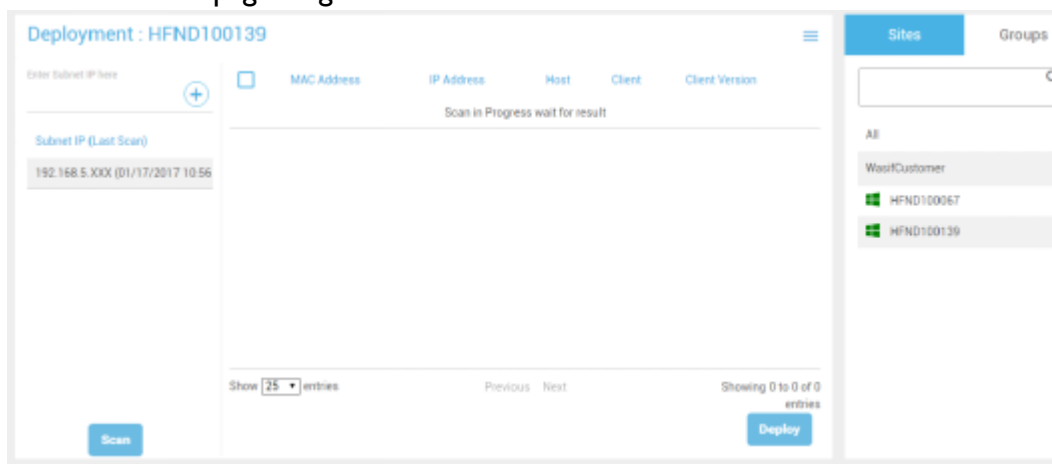 Deployment : HFND100139
Enter Subnet IP here
Subnet IP (Last Scan)
192.168.5.XXX (01/17/2017 10:56
Scan
MAC Address IP Address Host Client Client Version
Scan in Progress wait for result
Show 25 entries
Previous Next
Showing 0 to 0 of 0
entries
Deploy
Sites Groups
All
WasifCustomer
HFND100067
HFND100139